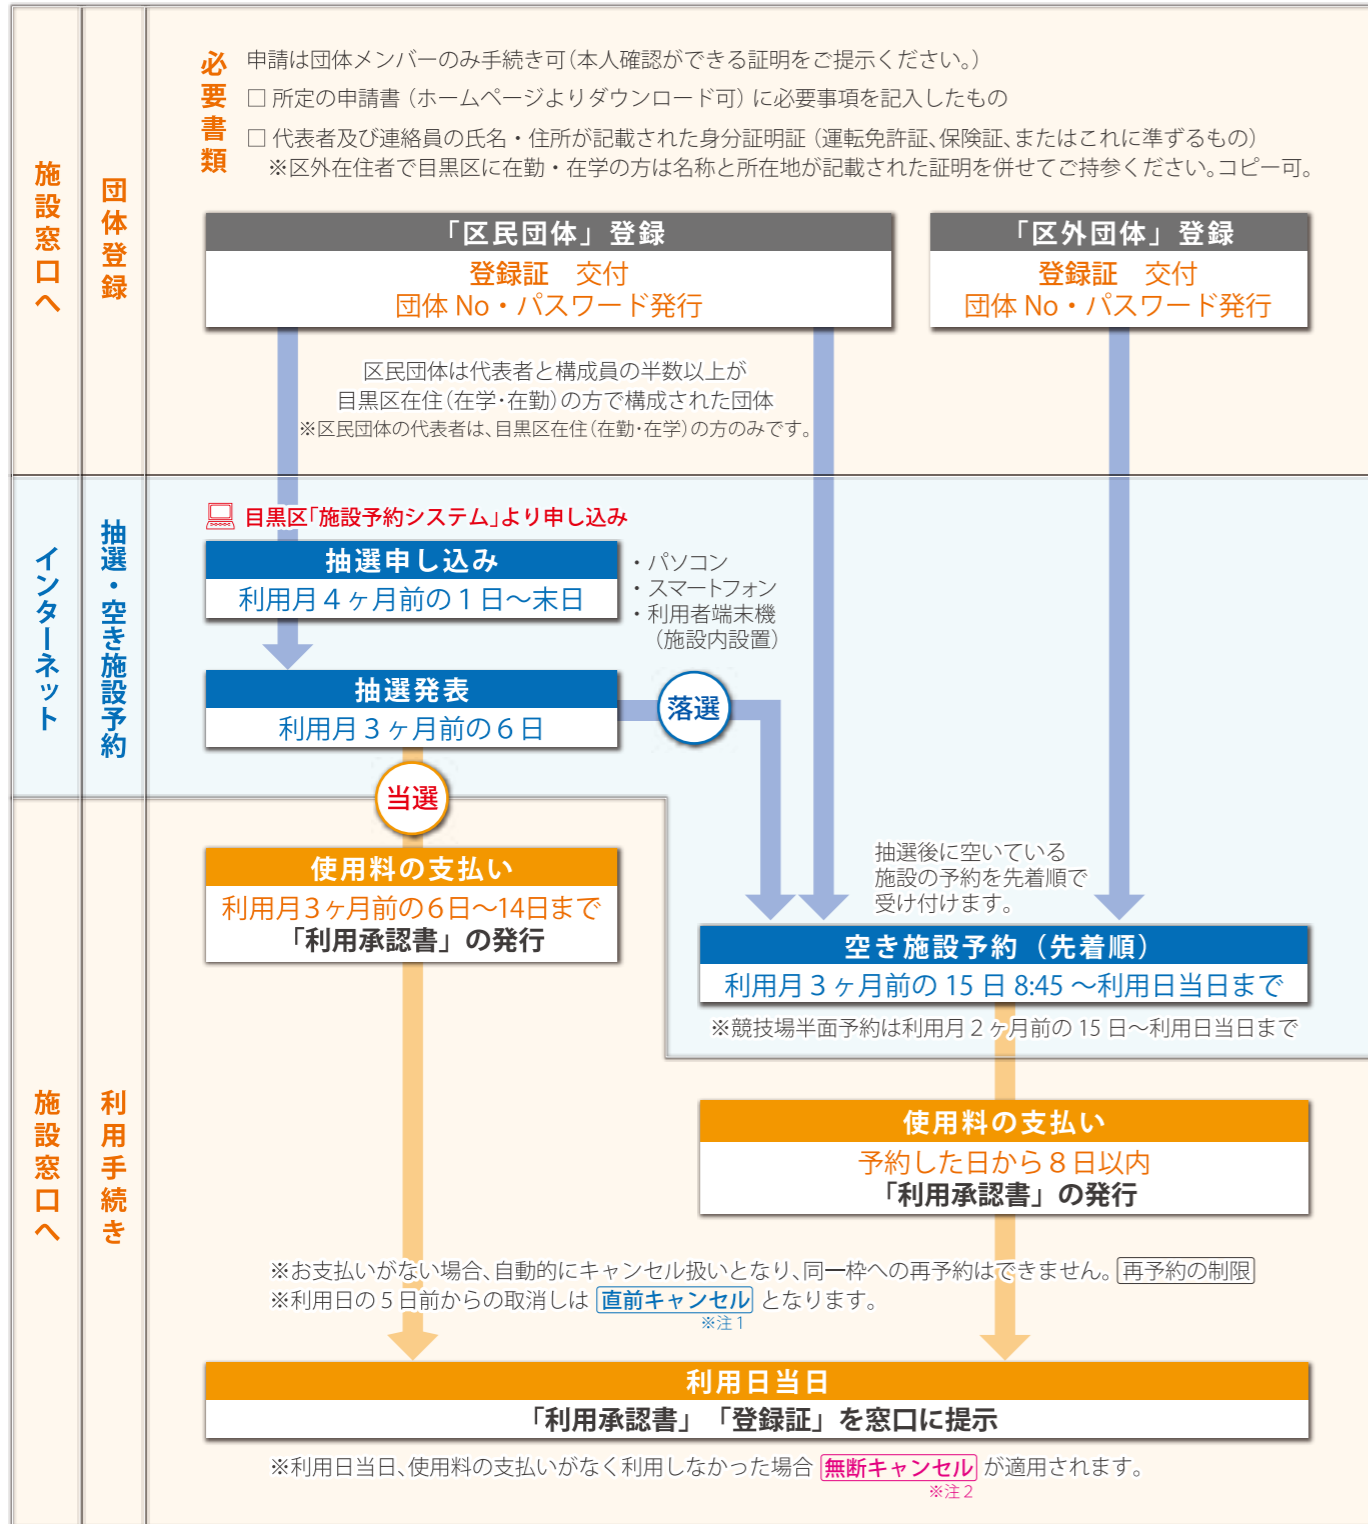 施設窓口へ
団体登録
必要書類
申請は団体メンバーのみ手続き可（本人確認ができる証明をご提示ください。）
□ 所定の申請書（ホームページよりダウンロード可）に必要事項を記入したもの
□ 代表者及び連絡員の氏名・住所が記載された身分証明証（運転免許証、保険証、またはこれに準ずるもの）
※区外在住者で目黒区に在勤・在学の方は名称と所在地が記載された証明を併せてご持参ください。コピー可。
「区民団体」登録
登録証　交付
団体 No・パスワード発行
「区外団体」登録
登録証　交付
団体 No・パスワード発行
区民団体は代表者と構成員の半数以上が
目黒区在住（在学・在勤）の方で構成された団体
※区民団体の代表者は、目黒区在住（在勤・在学）の方のみです。
インターネット
抽選・空き施設予約
目黒区「施設予約システム」より申し込み
抽選申し込み
利用月４ヶ月前の１日～末日
・パソコン
・スマートフォン
・利用者端末機
（施設内設置）
抽選発表
利用月３ヶ月前の６日
落選
当選
使用料の支払い
利用月３ヶ月前の６日～14日まで
「利用承認書」の発行
抽選後に空いている
施設の予約を先着順で
受け付けます。
空き施設予約（先着順）
利用月３ヶ月前の 15 日 8:45 ～利用日当日まで
※競技場半面予約は利用月２ヶ月前の 15 日～利用日当日まで
施設窓口へ
利用手続き
使用料の支払い
予約した日から８日以内
「利用承認書」の発行
※お支払いがない場合、自動的にキャンセル扱いとなり、同一枠への再予約はできません。再予約の制限
※利用日の５日前からの取消しは 直前キャンセル となります。
※注１
利用日当日
「利用承認書」「登録証」を窓口に提示
※利用日当日、使用料の支払いがなく利用しなかった場合 無断キャンセル が適用されます。
※注２